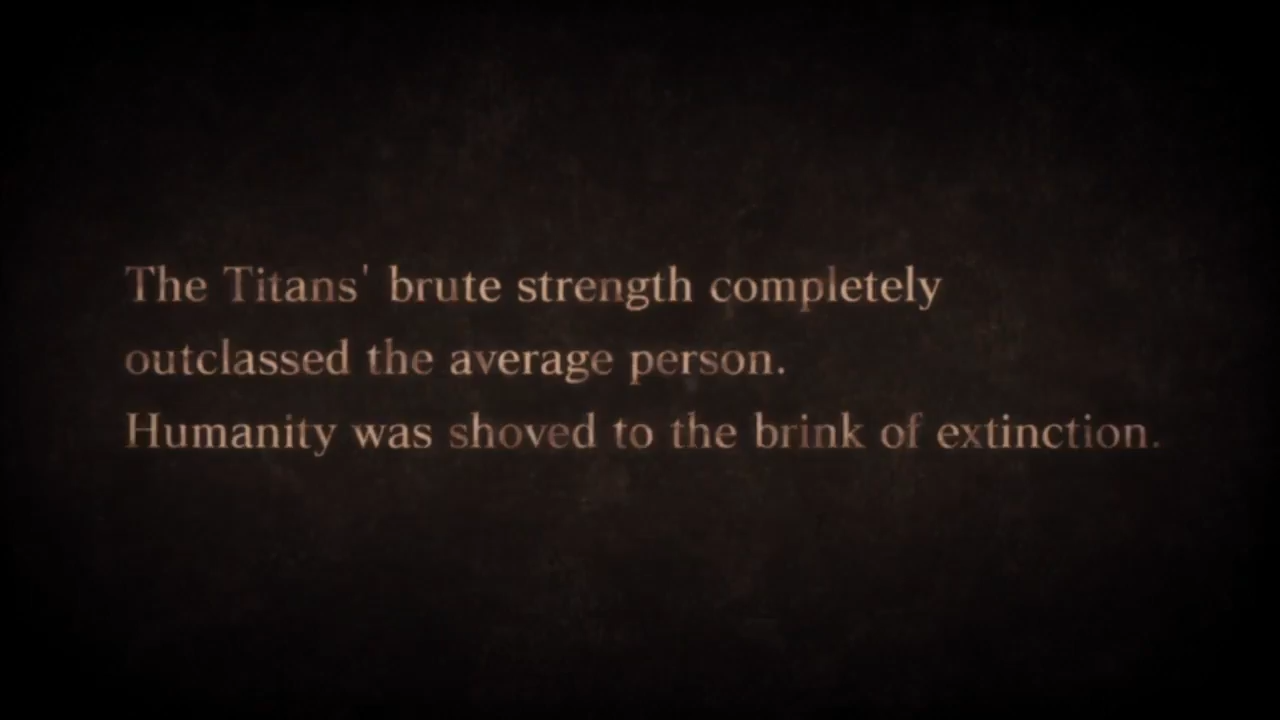 The Titans' brute strength completely
outclassed the average person.
Humanity was shoved to the brink of extinction.